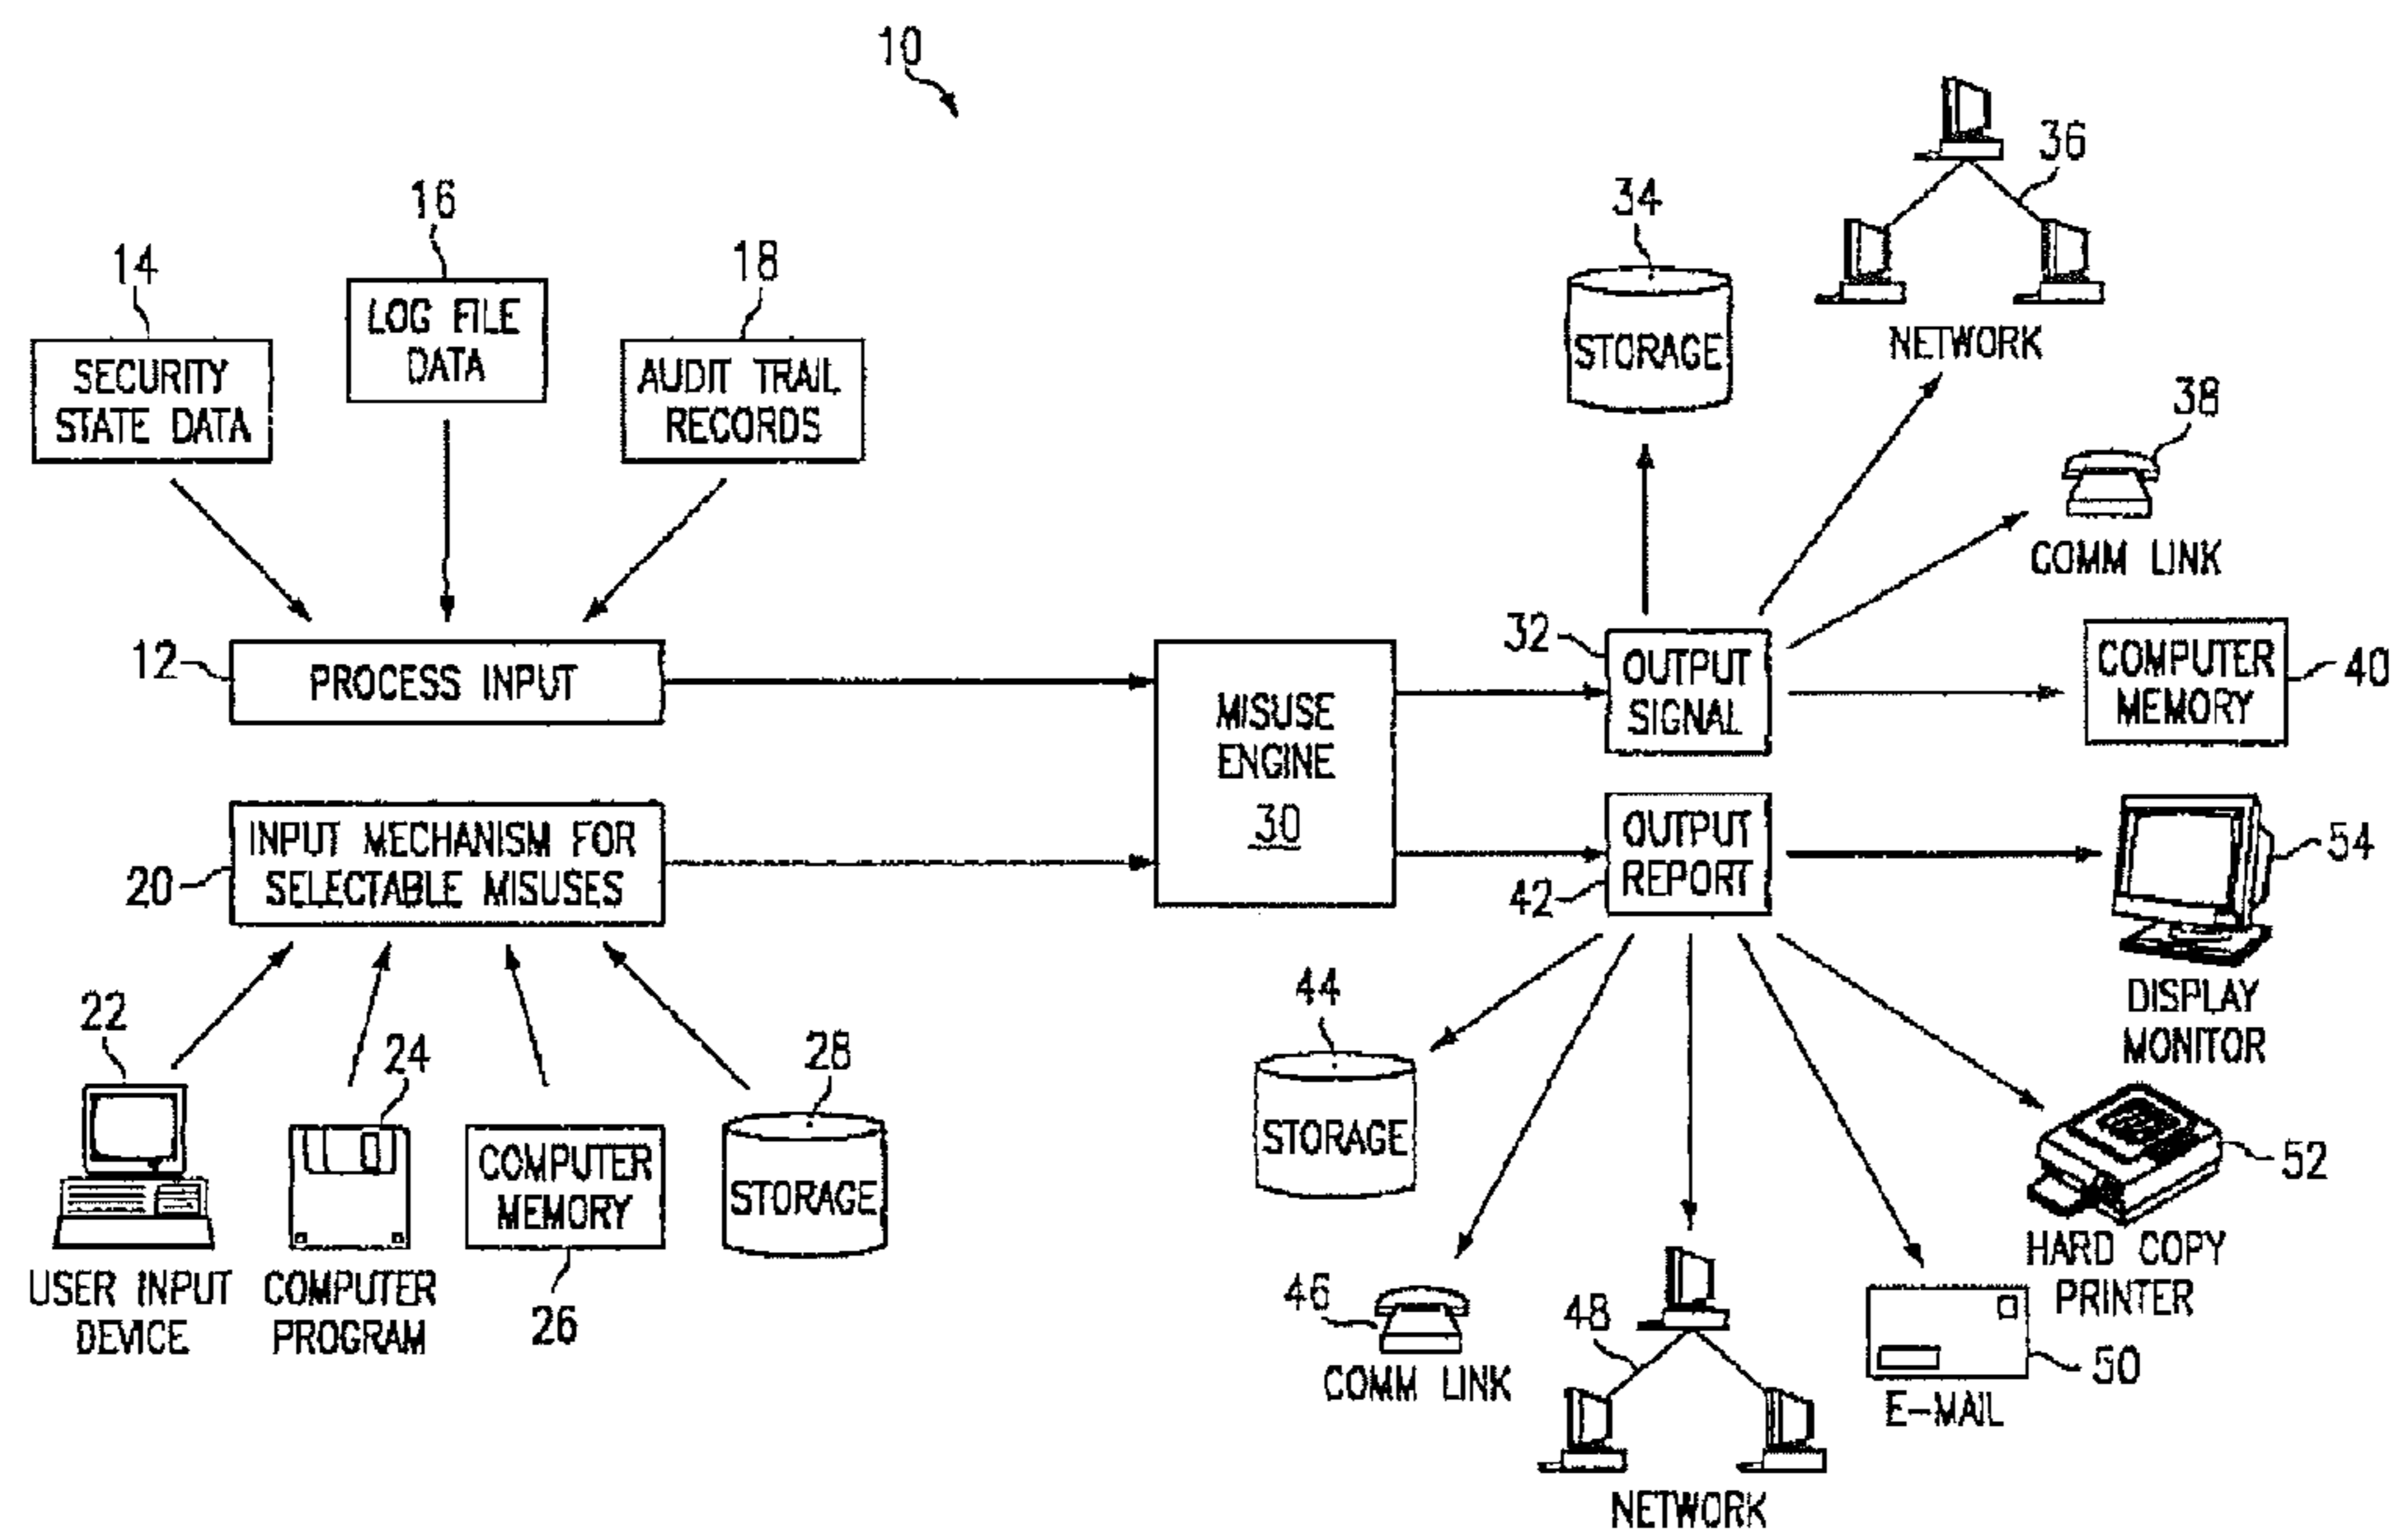 10
16
LOG FILE
DATA
14
SECURITY
STATE DATA
18
AUDIT TRAIL
RECORDS
12
PROCESS INPUT
20
INPUT MECHANISM FOR
SELECTABLE MISUSES
22
USER INPUT
DEVICE
24
COMPUTER
PROGRAM
COMPUTER
MEMORY
26
28
STORAGE
MISUSE
ENGINE
30
32
OUTPUT
SIGNAL
34
STORAGE
36
NETWORK
38
COMM LINK
COMPUTER
MEMORY
40
OUTPUT
REPORT
42
54
DISPLAY
MONITOR
44
STORAGE
46
COMM LINK
48
NETWORK
50
E-MAIL
52
HARD COPY
PRINTER